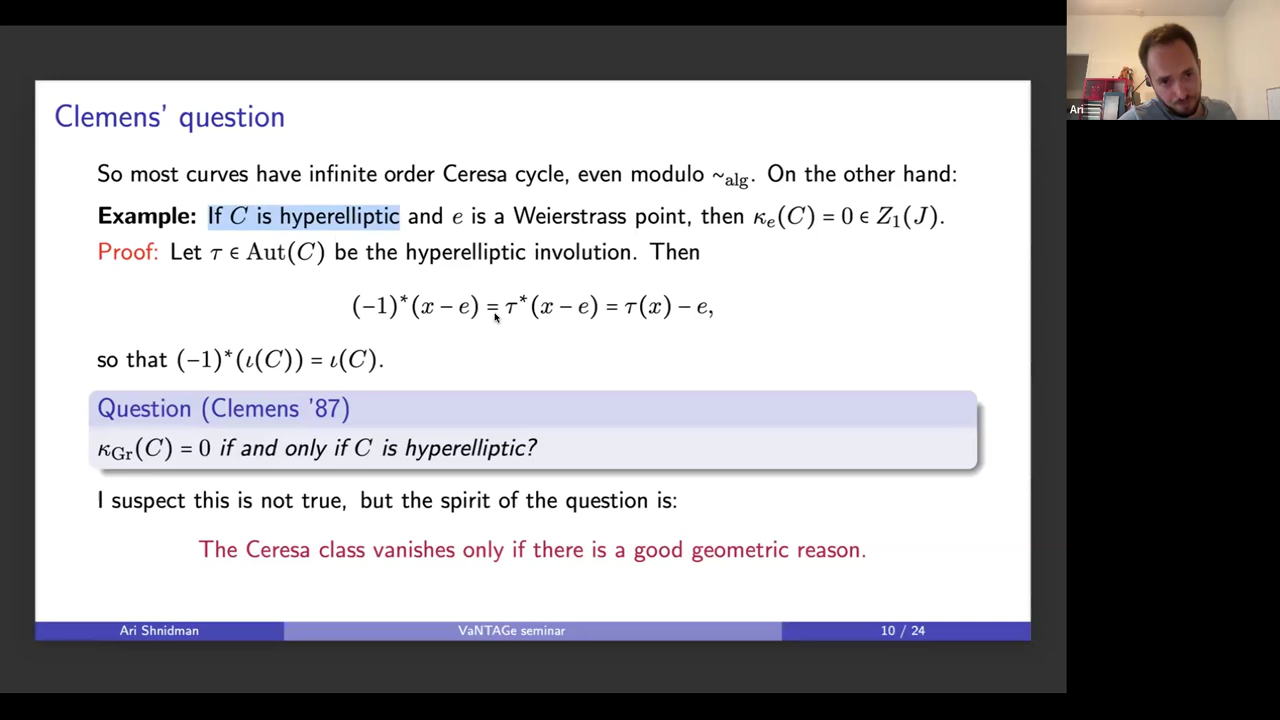 Clemens' question
So most curves have infinite order Ceresa cycle, even modulo ~alg. On the other hand:
Example: If C is hyperelliptic and e is a Weierstrass point, then κₑ(C) = 0 ∈ Z₁(J).
Proof: Let τ ∈ Aut(C) be the hyperelliptic involution. Then
(−1)*(x − e) = τ*(x − e) = τ(x) − e,
so that (−1)*(ι(C)) = ι(C).
Question (Clemens '87)
κGr(C) = 0 if and only if C is hyperelliptic?
I suspect this is not true, but the spirit of the question is:
The Ceresa class vanishes only if there is a good geometric reason.
Ari Shnidman VaNTAGe seminar 10 / 24
Ari